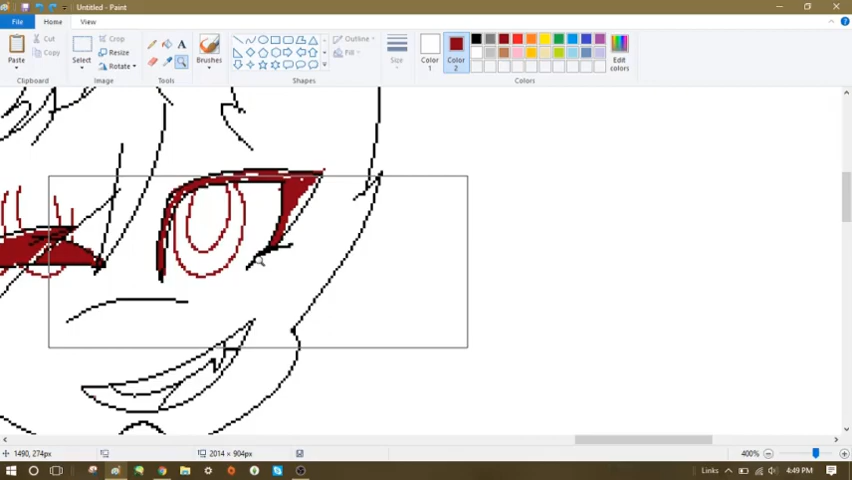 Untitled - Paint
File Home View
Paste
Cut
Copy
Clipboard
Select
Crop
Resize
Rotate
Image
A
Tools
Brushes
Outline
Fill
Shapes
Size
Color 1
Color 2
Edit colors
Colors
1490, 274px
2014 × 904px
400%
Links
4:49 PM